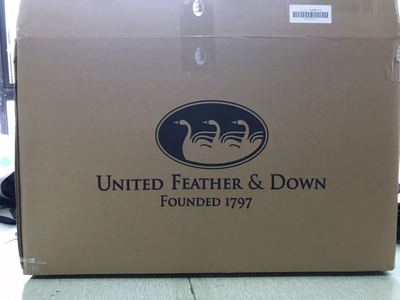 UNITED FEATHER & DOWN
FOUNDED 1797